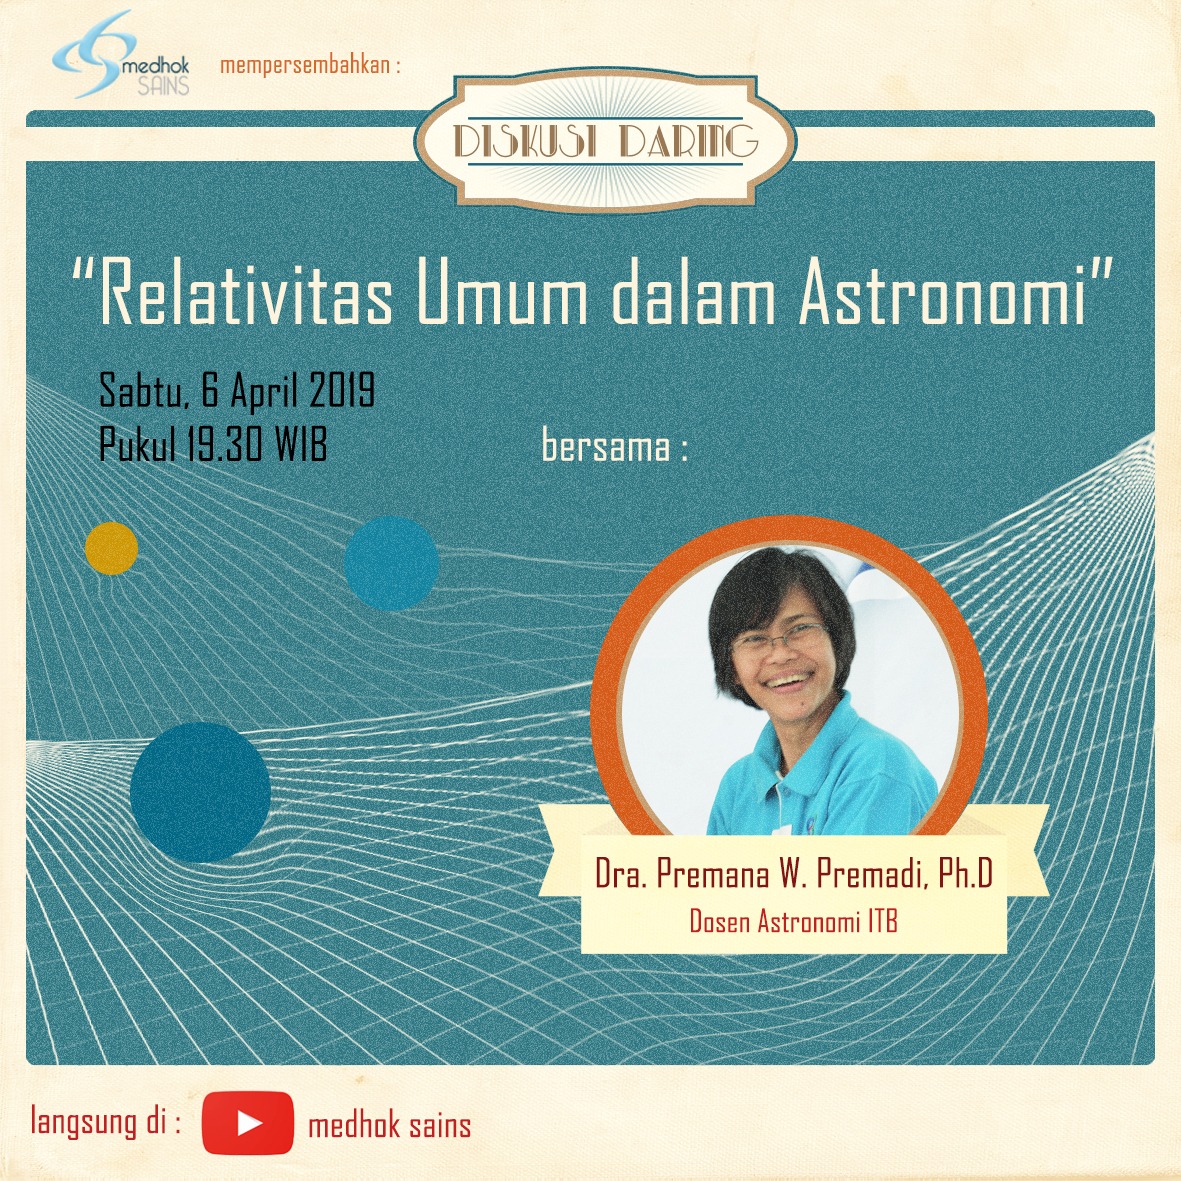 medhok
SAINS
mempersembahkan :
DISKUSI DARING
“Relativitas Umum dalam Astronomi”
Sabtu, 6 April 2019
Pukul 19.30 WIB
bersama :
Dra. Premana W. Premadi, Ph.D
Dosen Astronomi ITB
langsung di :
medhok sains